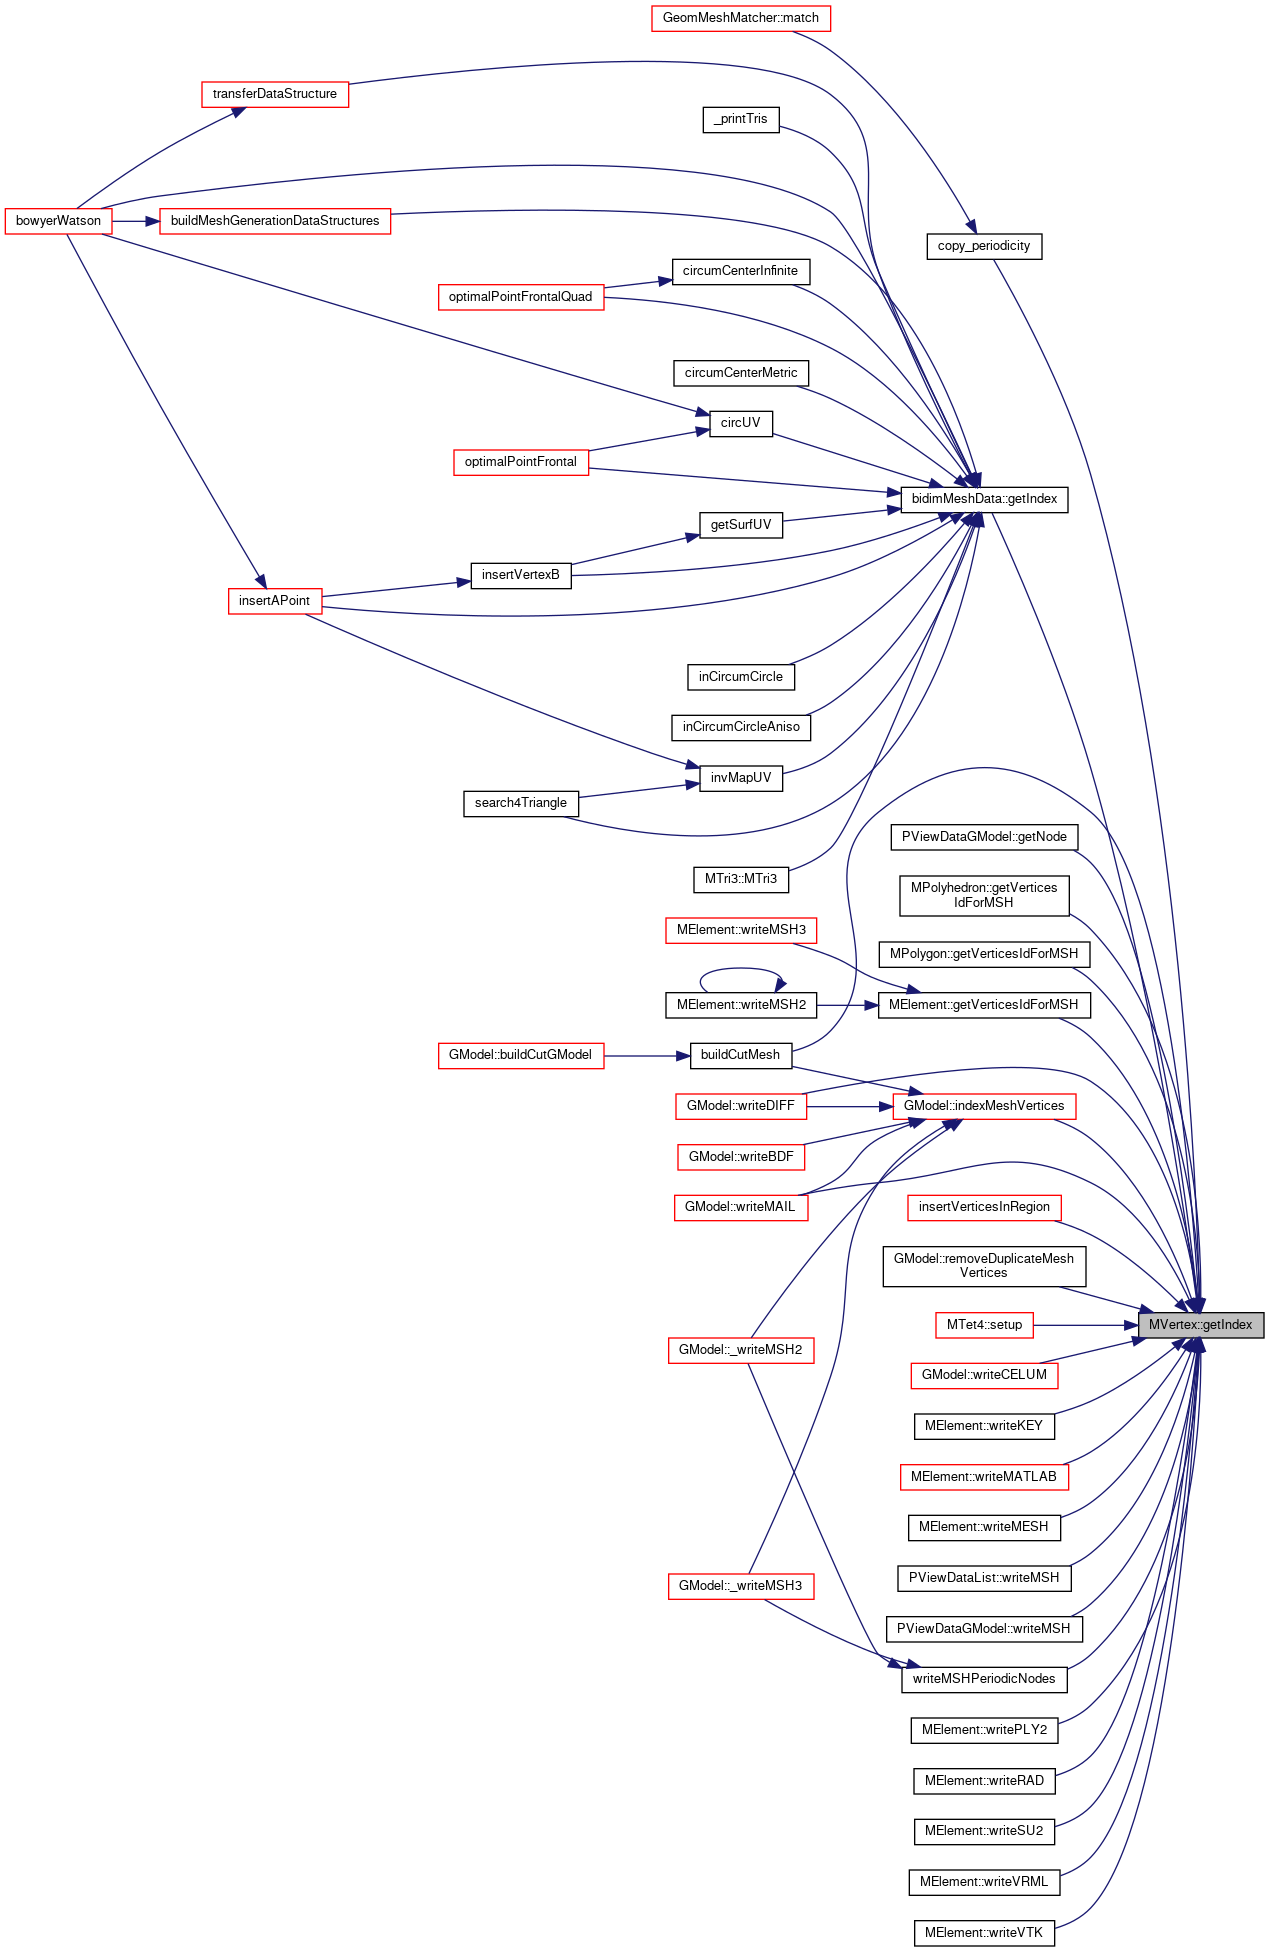 GeomMeshMatcher::match
transferDataStructure
_printTris
bowyerWatson
buildMeshGenerationDataStructures
copy_periodicity
circumCenterInfinite
optimalPointFrontalQuad
circumCenterMetric
circUV
optimalPointFrontal
bidimMeshData::getIndex
getSurfUV
insertVertexB
insertAPoint
inCircumCircle
inCircumCircleAniso
invMapUV
search4Triangle
PViewDataGModel::getNode
MTri3::MTri3
MPolyhedron::getVertices
IdForMSH
MElement::writeMSH3
MPolygon::getVerticesIdForMSH
MElement::writeMSH2
MElement::getVerticesIdForMSH
GModel::buildCutGModel
buildCutMesh
GModel::writeDIFF
GModel::indexMeshVertices
GModel::writeBDF
GModel::writeMAIL
insertVerticesInRegion
GModel::removeDuplicateMesh
Vertices
MTet4::setup
MVertex::getIndex
GModel::_writeMSH2
GModel::writeCELUM
MElement::writeKEY
MElement::writeMATLAB
MElement::writeMESH
PViewDataList::writeMSH
GModel::_writeMSH3
PViewDataGModel::writeMSH
writeMSHPeriodicNodes
MElement::writePLY2
MElement::writeRAD
MElement::writeSU2
MElement::writeVRML
MElement::writeVTK